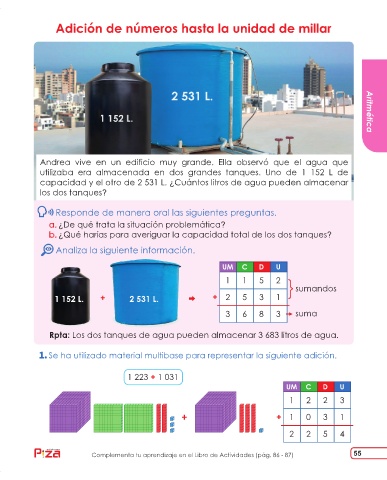 Adición de números hasta la unidad de millar
2 531 L.
1 152 L.
Aritmética
Andrea vive en un edificio muy grande. Ella observó que el agua que
utilizaba era almacenada en dos grandes tanques. Uno de 1 152 L de
capacidad y el otro de 2 531 L. ¿Cuántos litros de agua pueden almacenar
los dos tanques?
Responde de manera oral las siguientes preguntas.
a. ¿De qué trata la situación problemática?
b. ¿Qué harías para averiguar la capacidad total de los dos tanques?
Analiza la siguiente información.
UM C D U
1 1 5 2
sumandos
1 152 L. + 2 531 L. + 2 5 3 1
3 6 8 3 suma
Rpta: Los dos tanques de agua pueden almacenar 3 683 litros de agua.
1. Se ha utilizado material multibase para representar la siguiente adición.
1 223 + 1 031
UM C D U
1 2 2 3
+ + 1 0 3 1
2 2 5 4
Pizza
Complementa tu aprendizaje en el Libro de Actividades (pág. 86 - 87)
55